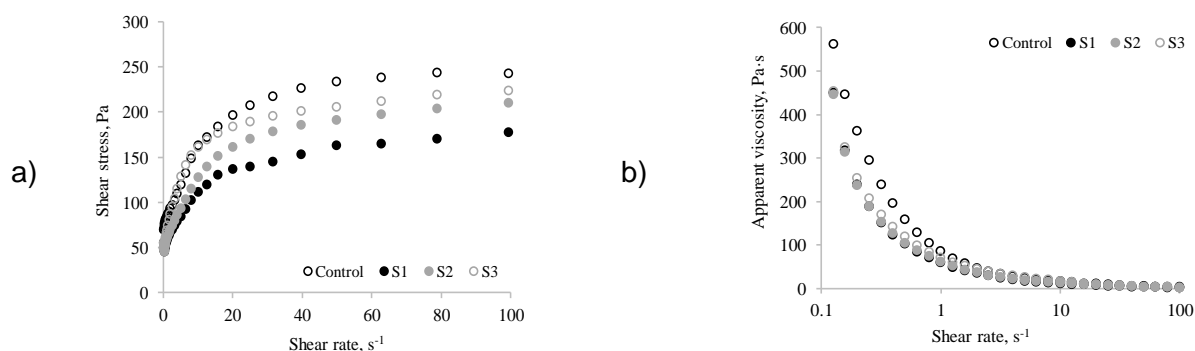 a)
Shear stress, Pa
300
250
200
150
100
50
0
Control S1 S2 S3
0 20 40 60 80 100
Shear rate, s-1
b)
Apparent viscosity, Pa·s
600
500
400
300
200
100
0
Control S1 S2 S3
0.1 1 10 100
Shear rate, s-1